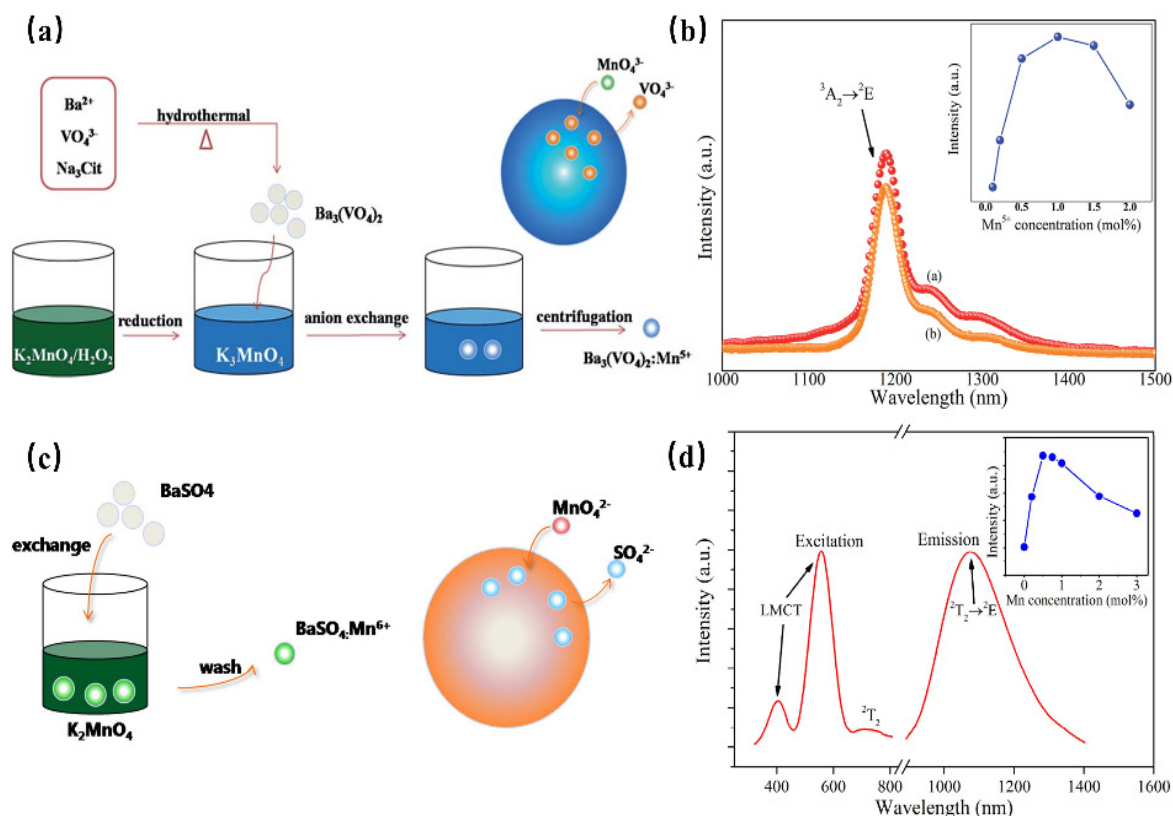 (a)
Ba²⁺
VO₄³⁻
Na₃Cit
hydrothermal
Δ
MnO₄³⁻
VO₄³⁻
Ba₃(VO₄)₂
K₂MnO₄/H₂O₂
reduction
K₃MnO₄
anion exchange
centrifugation
Ba₃(VO₄)₂:Mn⁵⁺
(b)
Intensity (a.u.)
³A₂→²E
(a)
(b)
1000 1100 1200 1300 1400 1500
Wavelength (nm)
Intensity (a.u.)
0.0 0.5 1.0 1.5 2.0
Mn⁵⁺ concentration (mol%)
(c)
BaSO4
exchange
K₂MnO₄
wash
BaSO₄:Mn⁶⁺
MnO₄²⁻
SO₄²⁻
(d)
Intensity (a.u.)
Excitation
LMCT
²T₂
Emission
²T₂→²E
400 600 800 1000 1200 1400 1600
Wavelength (nm)
Intensity (a.u.)
0 1 2 3
Mn concentration (mol%)